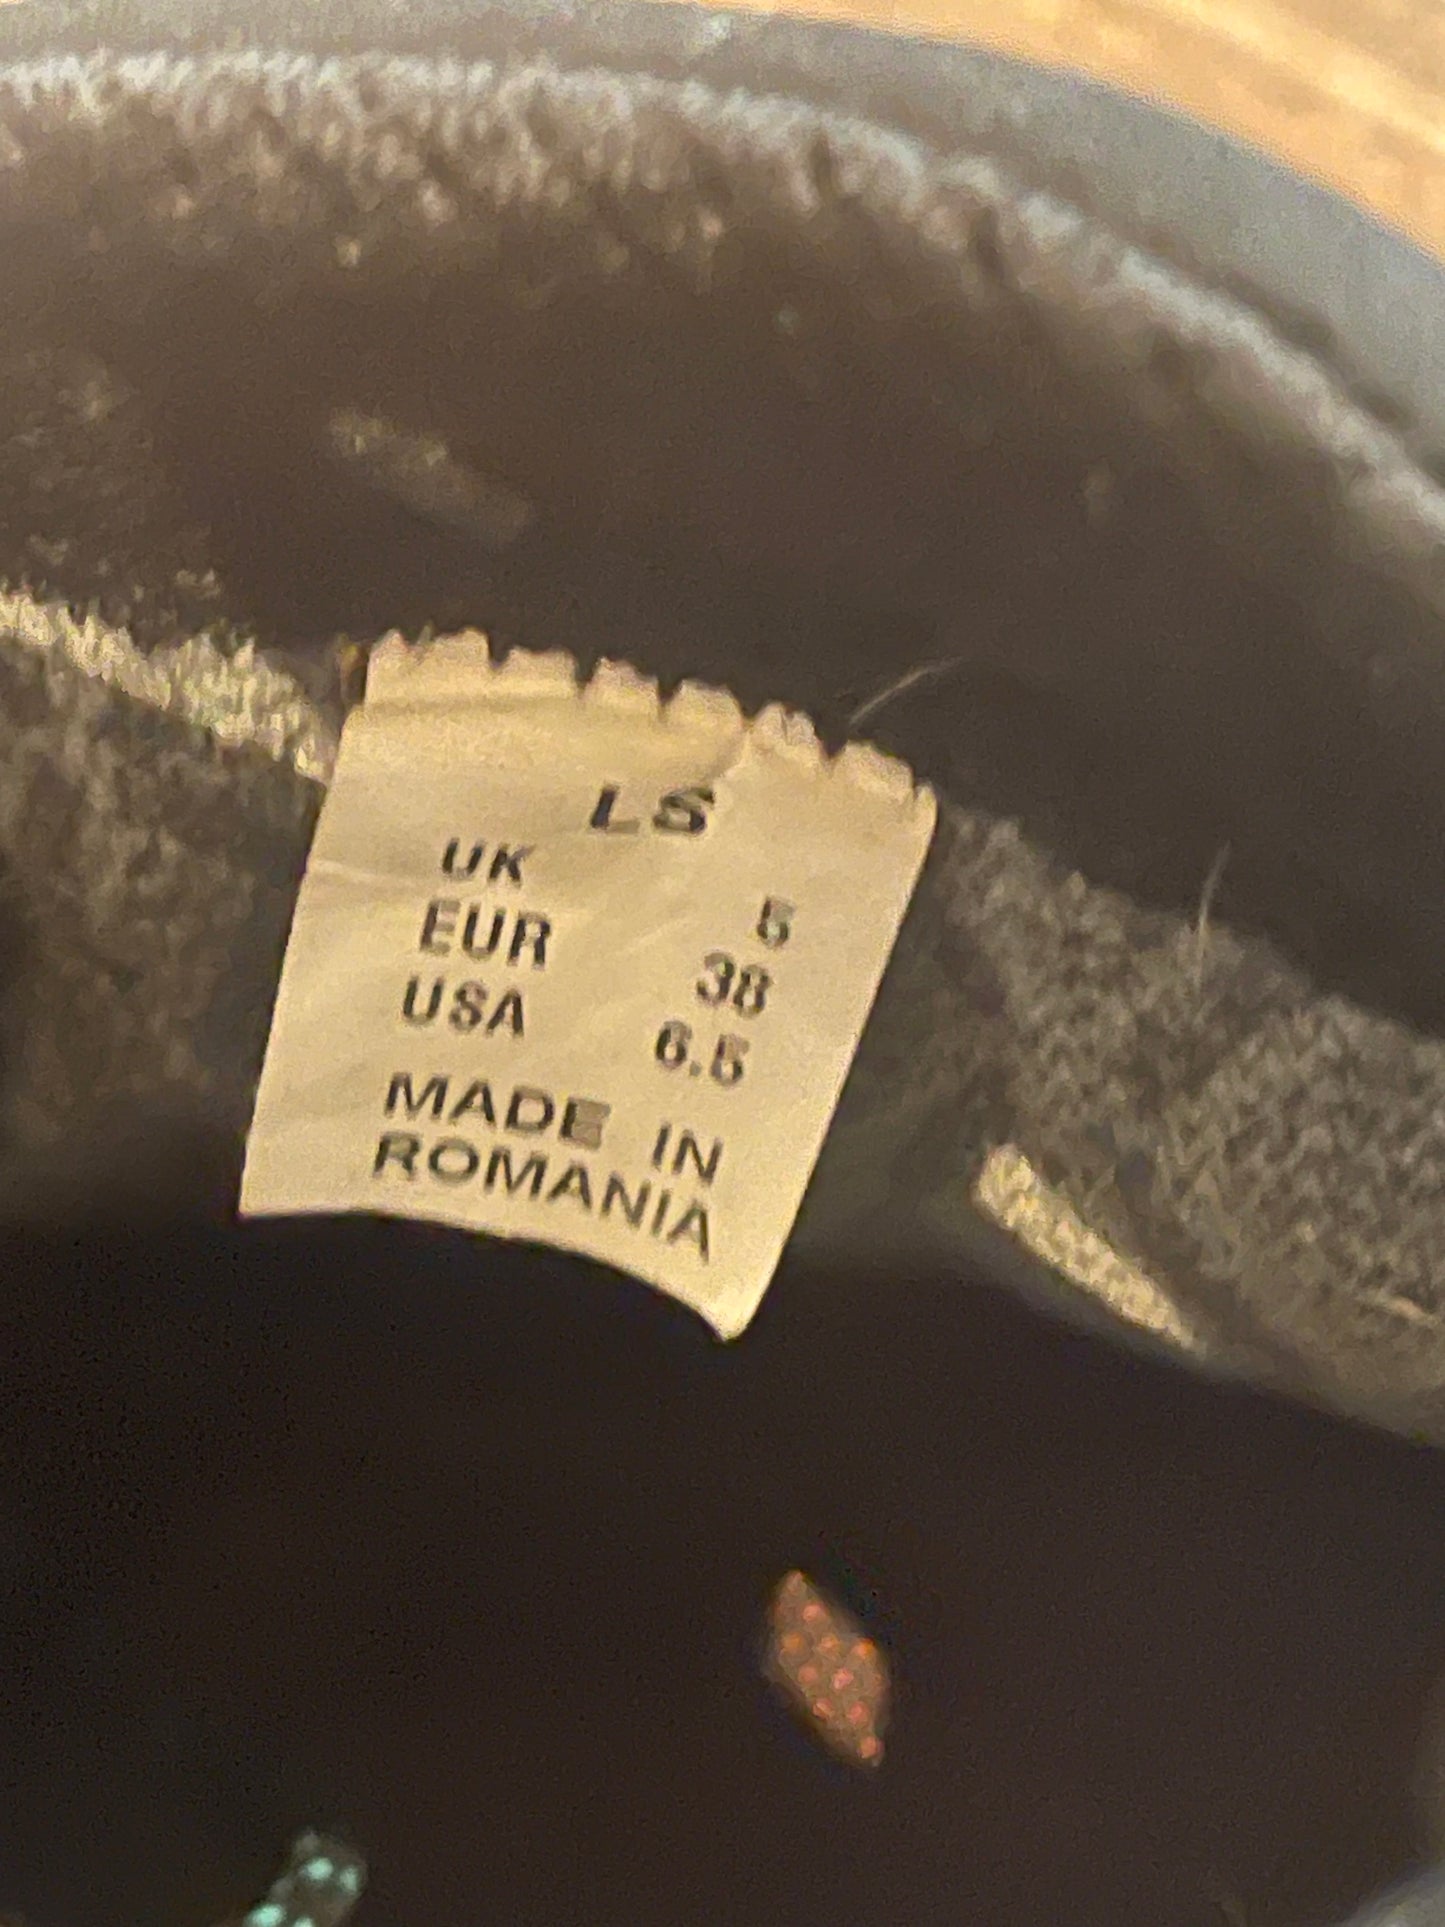 LS
UK 5
EUR 38
USA 6.5
MADE IN
ROMANIA